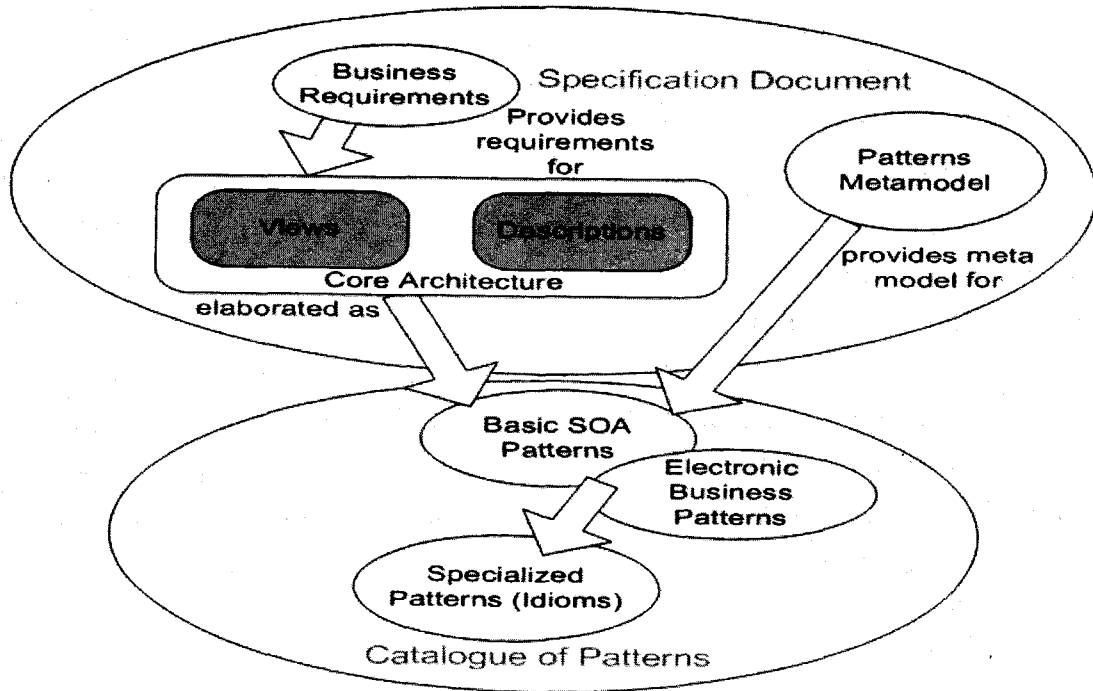 Business
Requirements
Specification Document
Provides
requirements
for
Patterns
Metamodel
Views
Descriptions
Core Architecture
provides meta
model for
elaborated as
Basic SOA
Patterns
Electronic
Business
Patterns
Specialized
Patterns (Idioms)
Catalogue of Patterns